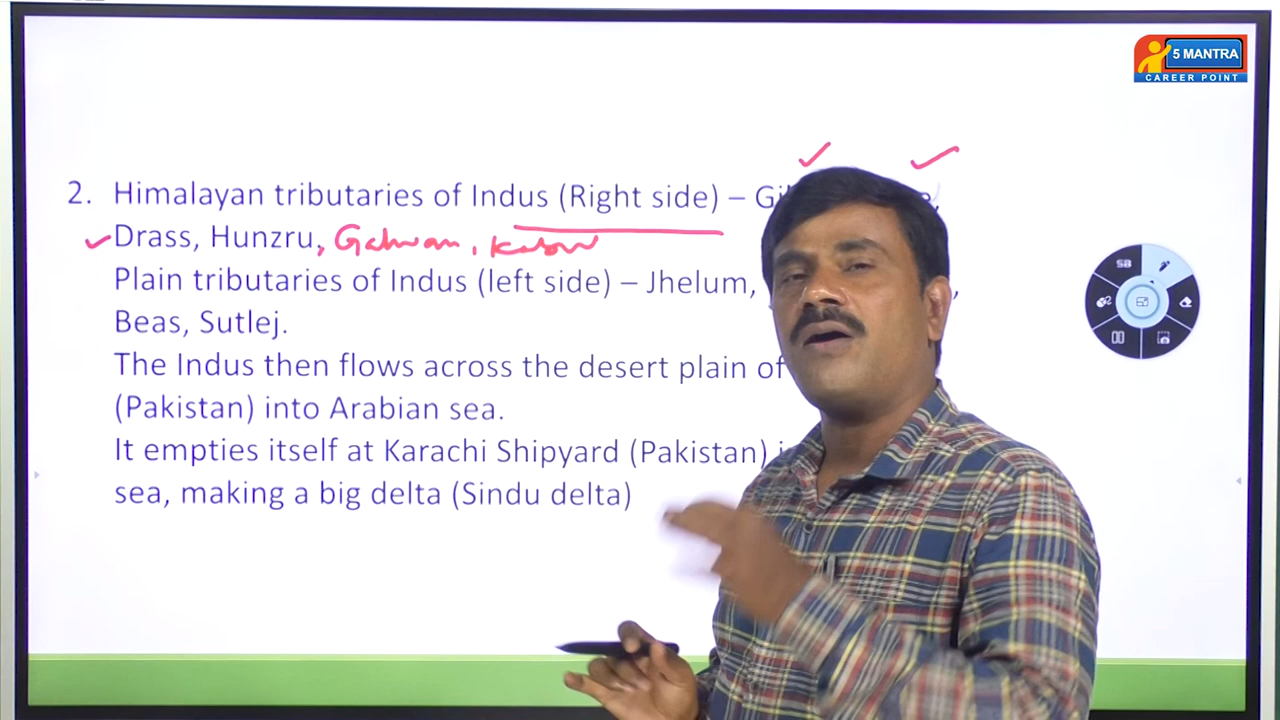 5 MANTRA
CAREER POINT
2. Himalayan tributaries of Indus (Right side) –
Drass, Hunzru, Galwan, Kabul
Plain tributaries of Indus (left side) – Jhelum,
Beas, Sutlej.
The Indus then flows across the desert plain of
(Pakistan) into Arabian sea.
It empties itself at Karachi Shipyard (Pakistan)
sea, making a big delta (Sindu delta)
SB